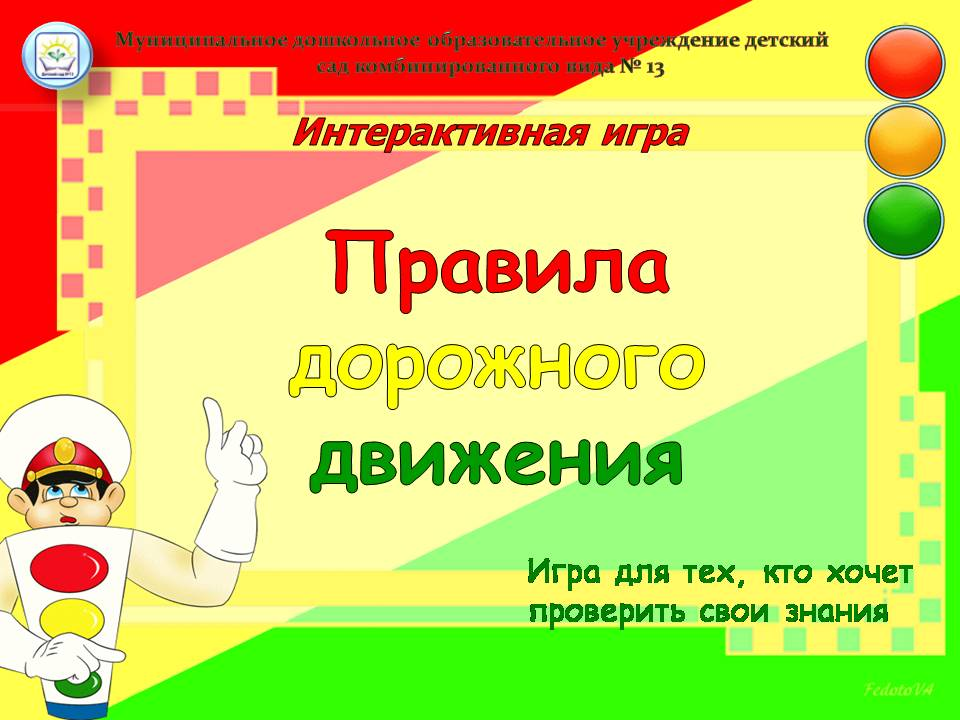 Муниципальное дошкольное образовательное учреждение детский
сад комбинированного вида № 13
Интерактивная игра
Правила
дорожного
движения
Игра для тех, кто хочет
проверить свои знания
FedotoVA